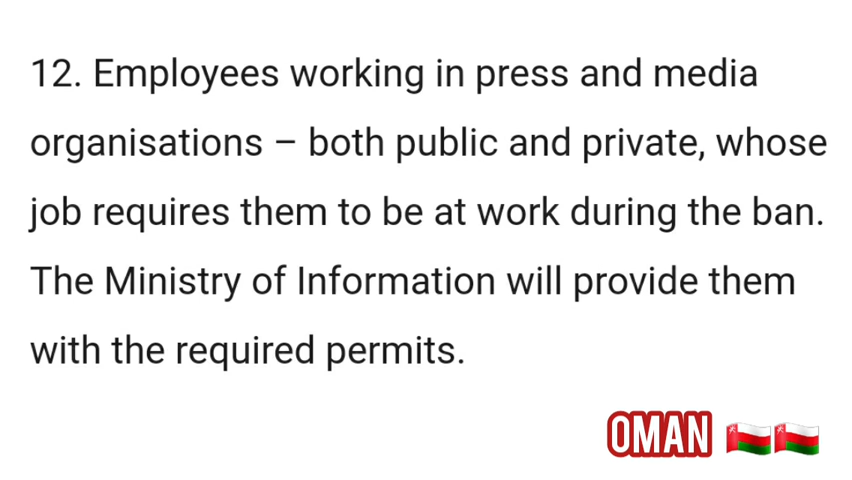 12. Employees working in press and media
organisations – both public and private, whose
job requires them to be at work during the ban.
The Ministry of Information will provide them
with the required permits.
OMAN 🇴🇲🇴🇲